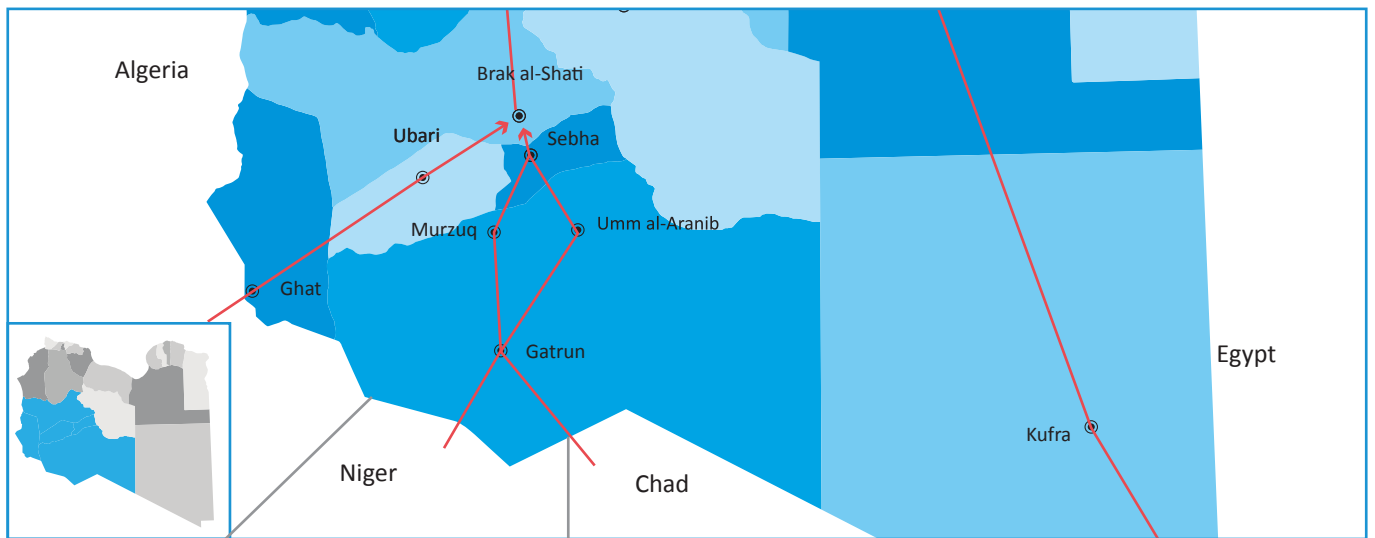 Algeria
Brak al-Shati
Ubari
Sebha
Murzuq
Umm al-Aranib
Ghat
Gatrun
Egypt
Kufra
Niger
Chad